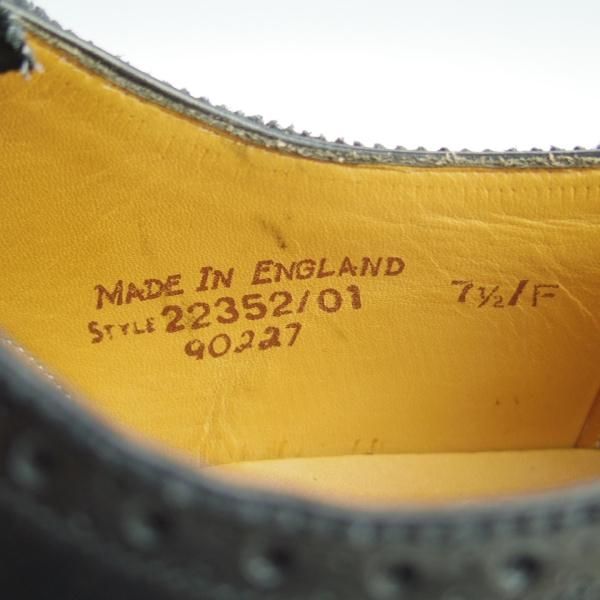 MADE IN ENGLAND
STYLE 22352/01 7½/F
90227